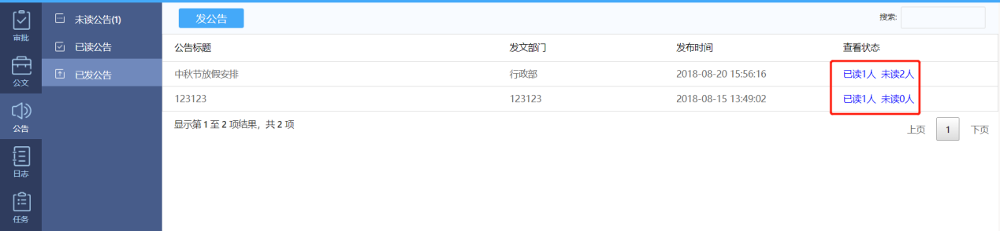 审批
公文
公告
日志
任务
未读公告(1)
已读公告
已发公告
发公告 搜索:
公告标题 发文部门 发布时间 查看状态
中秋节放假安排 行政部 2018-08-20 15:56:16 已读1人 未读2人
123123 123123 2018-08-15 13:49:02 已读1人 未读0人
显示第 1 至 2 项结果，共 2 项
上页 1 下页